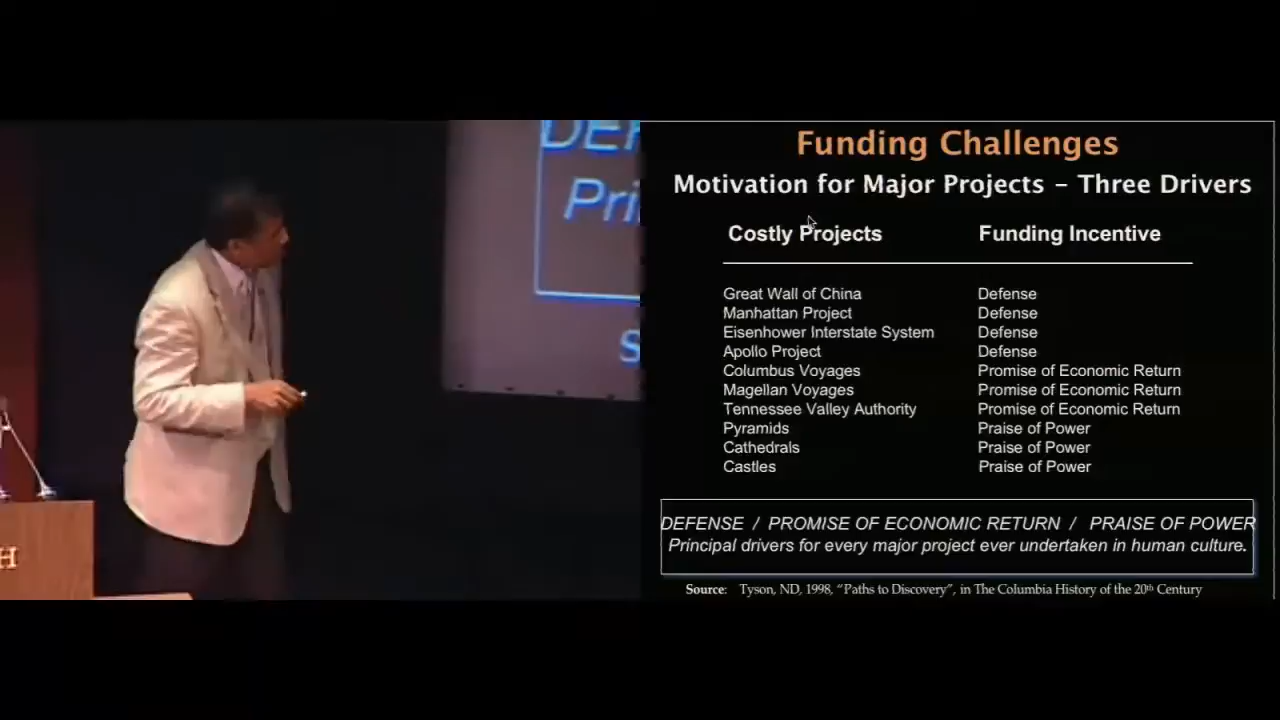 DEF
Pri
S
H
Funding Challenges
Motivation for Major Projects – Three Drivers
Costly Projects Funding Incentive
Great Wall of China Defense
Manhattan Project Defense
Eisenhower Interstate System Defense
Apollo Project Defense
Columbus Voyages Promise of Economic Return
Magellan Voyages Promise of Economic Return
Tennessee Valley Authority Promise of Economic Return
Pyramids Praise of Power
Cathedrals Praise of Power
Castles Praise of Power
DEFENSE / PROMISE OF ECONOMIC RETURN / PRAISE OF POWER
Principal drivers for every major project ever undertaken in human culture.
Source: Tyson, ND, 1998, “Paths to Discovery”, in The Columbia History of the 20th Century